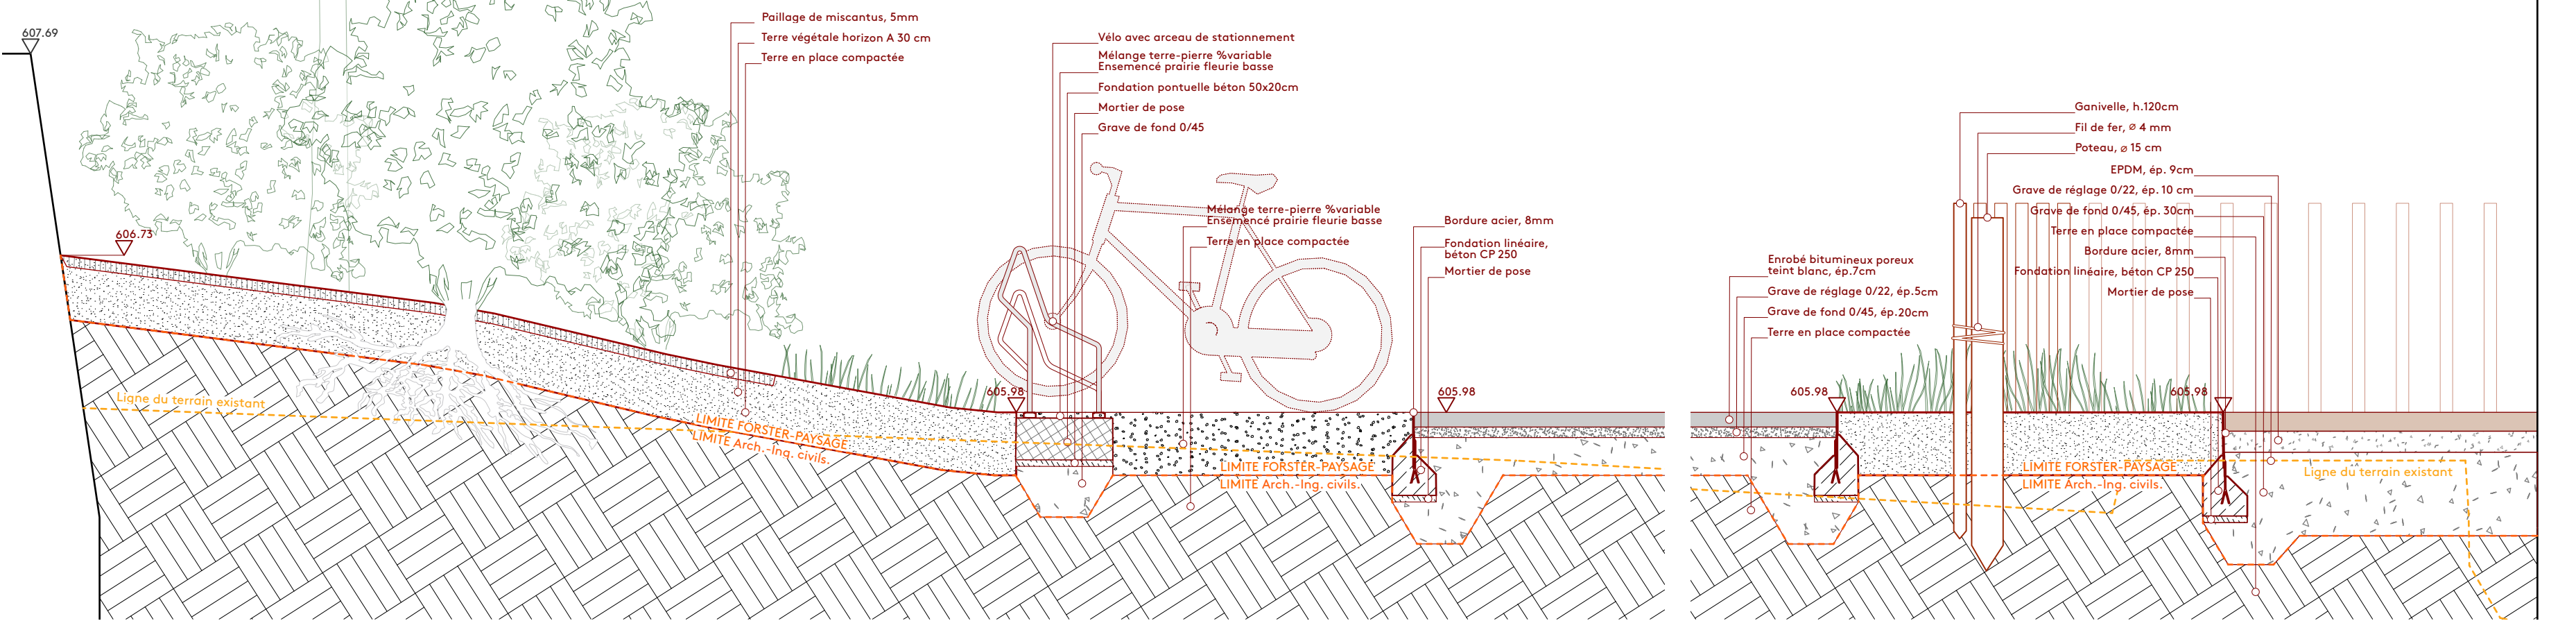 607.69
606.73
Ligne du terrain existant
Paillage de miscantus, 5mm
Terre végétale horizon A 30 cm
Terre en place compactée
LIMITE FORSTER-PAYSAGE
LIMITE Arch.-Ing. civils.
Vélo avec arceau de stationnement
Mélange terre-pierre %variable
Ensemencé prairie fleurie basse
Fondation pontuelle béton 50x20cm
Mortier de pose
Grave de fond 0/45
605.98
Mélange terre-pierre %variable
Ensemencé prairie fleurie basse
Terre en place compactée
LIMITE FORSTER-PAYSAGE
LIMITE Arch.-Ing. civils.
Bordure acier, 8mm
Fondation linéaire,
béton CP 250
Mortier de pose
605.98
Enrobé bitumineux poreux
teint blanc, ép.7cm
Grave de réglage 0/22, ép.5cm
Grave de fond 0/45, ép.20cm
Terre en place compactée
605.98
Ganivelle, h.120cm
Fil de fer, ⌀ 4 mm
Poteau, ⌀ 15 cm
EPDM, ép. 9cm
Grave de réglage 0/22, ép. 10 cm
Grave de fond 0/45, ép. 30cm
Terre en place compactée
Bordure acier, 8mm
Fondation linéaire, béton CP 250
Mortier de pose
605.98
LIMITE FORSTER-PAYSAGE
LIMITE Arch.-Ing. civils.
Ligne du terrain existant